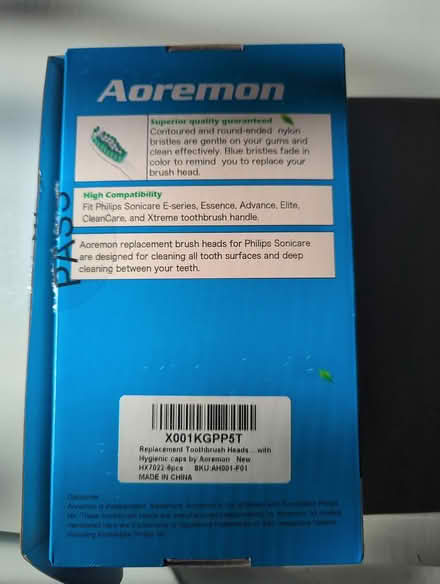 Aoremon
Superior quality guaranteed
Contoured and round-ended nylon
bristles are gentle on your gums and
clean effectively. Blue bristles fade in
color to remind you to replace your
brush head.
High Compatibility
Fit Philips Sonicare E-series, Essence, Advance, Elite,
CleanCare, and Xtreme toothbrush handle.
Aoremon replacement brush heads for Philips Sonicare
are designed for cleaning all tooth surfaces and deep
cleaning between your teeth.
PASS
X001KGPP5T
Replacement Toothbrush Heads ... with
Hygienic caps by Aoremon New
HX7022-8pcs SKU:AH001-F01
MADE IN CHINA
Disclaimer